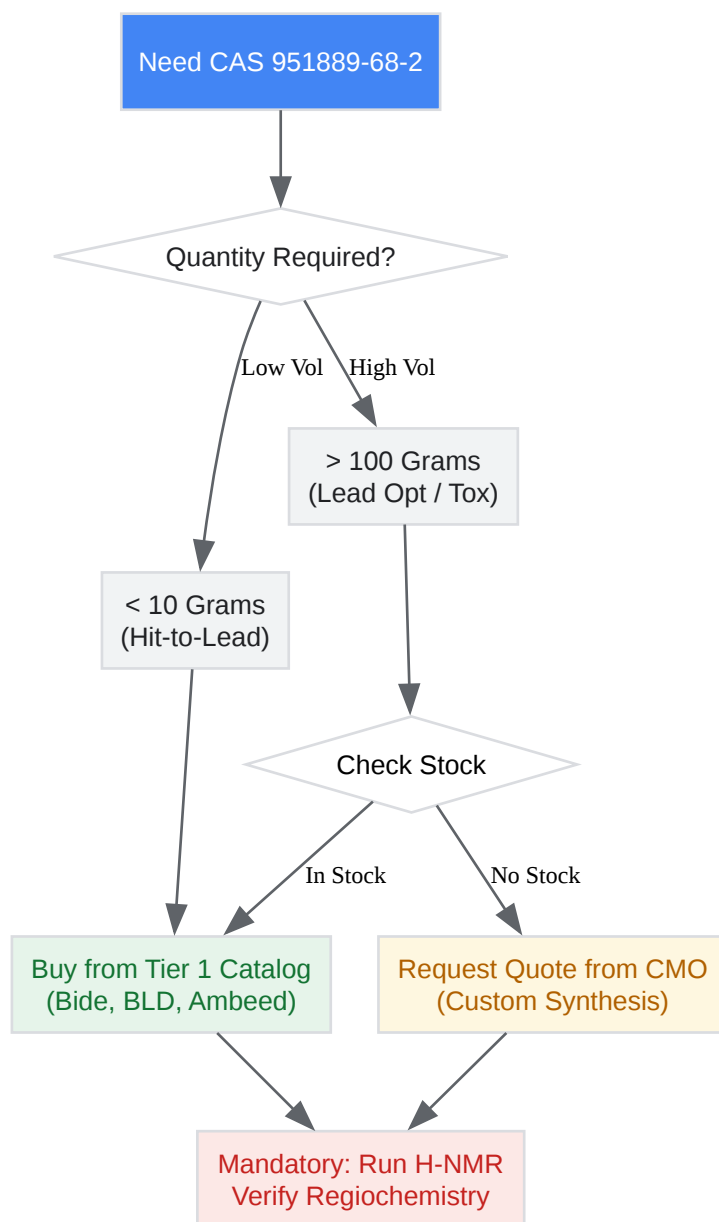 Need CAS 951889-68-2
Quantity Required?
Low Vol
High Vol
> 100 Grams
(Lead Opt / Tox)
< 10 Grams
(Hit-to-Lead)
Check Stock
In Stock
No Stock
Buy from Tier 1 Catalog
(Bide, BLD, Ambeed)
Request Quote from CMO
(Custom Synthesis)
Mandatory: Run H-NMR
Verify Regiochemistry